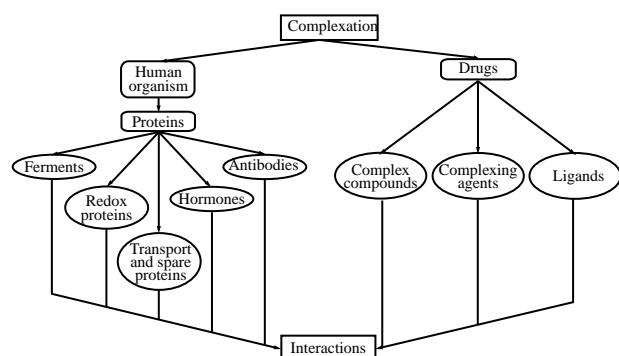 Complexation
Human
organism
Drugs
Proteins
Ferments
Redox
proteins
Transport
and spare
proteins
Hormones
Antibodies
Complex
compounds
Complexing
agents
Ligands
Interactions